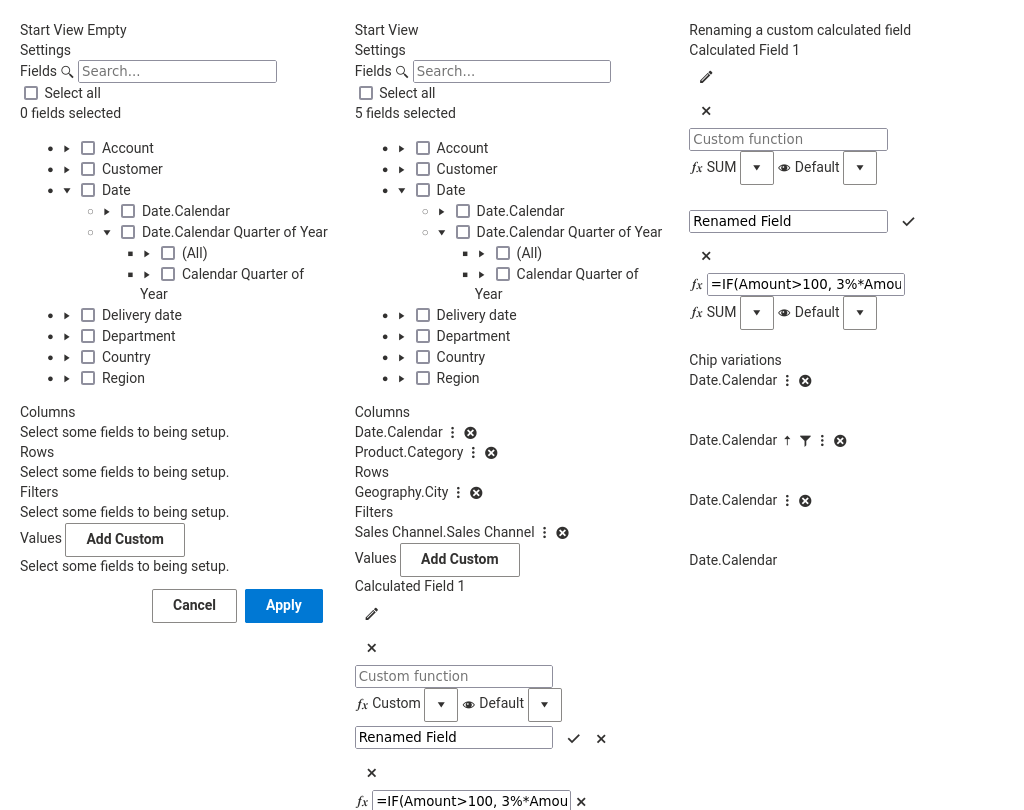 Start View Empty
Settings
Fields Search...
Select all
0 fields selected
Account
Customer
Date
Date.Calendar
Date.Calendar Quarter of Year
(All)
Calendar Quarter of
Year
Delivery date
Department
Country
Region
Columns
Select some fields to being setup.
Rows
Select some fields to being setup.
Filters
Select some fields to being setup.
Values Add Custom
Select some fields to being setup.
Cancel Apply
Start View
Settings
Fields Search...
Select all
5 fields selected
Account
Customer
Date
Date.Calendar
Date.Calendar Quarter of Year
(All)
Calendar Quarter of
Year
Delivery date
Department
Country
Region
Columns
Date.Calendar
Product.Category
Rows
Geography.City
Filters
Sales Channel.Sales Channel
Values Add Custom
Calculated Field 1
Custom function
fx Custom Default
Renamed Field
fx =IF(Amount>100, 3%*Amou
Renaming a custom calculated field
Calculated Field 1
Custom function
fx SUM Default
Renamed Field
fx =IF(Amount>100, 3%*Amou
fx SUM Default
Chip variations
Date.Calendar
Date.Calendar
Date.Calendar
Date.Calendar